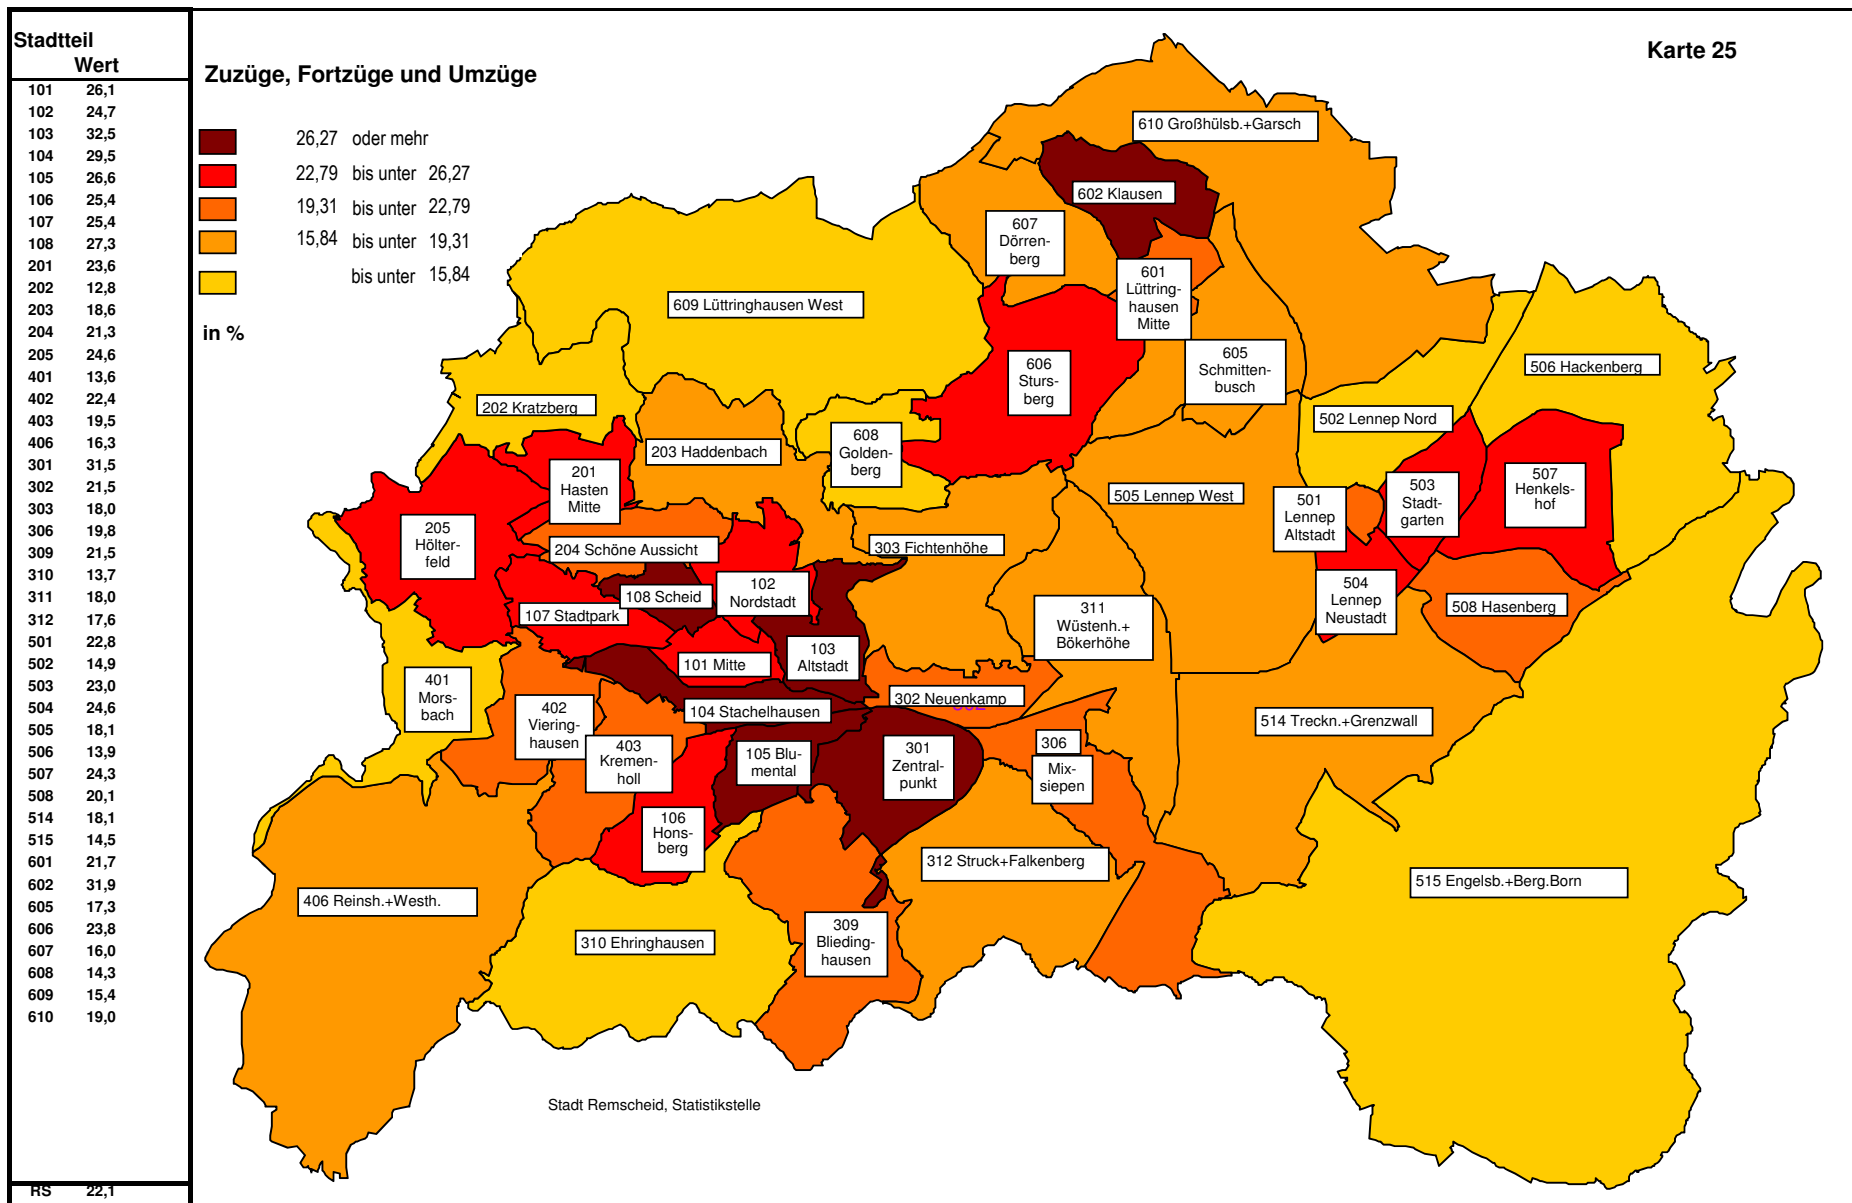 Stadtteil
Wert
101 26,1
102 24,7
103 32,5
104 29,5
105 26,6
106 25,4
107 25,4
108 27,3
201 23,6
202 12,8
203 18,6
204 21,3
205 24,6
401 13,6
402 22,4
403 19,5
406 16,3
301 31,5
302 21,5
303 18,0
306 19,8
309 21,5
310 13,7
311 18,0
312 17,6
501 22,8
502 14,9
503 23,0
504 24,6
505 18,1
506 13,9
507 24,3
508 20,1
514 18,1
515 14,5
601 21,7
602 31,9
605 17,3
606 23,8
607 16,0
608 14,3
609 15,4
610 19,0
RS 22,1
Zuzüge, Fortzüge und Umzüge
26,27 oder mehr
22,79 bis unter 26,27
19,31 bis unter 22,79
15,84 bis unter 19,31
bis unter 15,84
in %
Karte 25
610 Großhülsb.+Garsch
602 Klausen
607
Dörren-
berg
601
Lüttring-
hausen
Mitte
609 Lüttringhausen West
605
Schmitten-
busch
606
Sturs-
berg
506 Hackenberg
202 Kratzberg
502 Lennep Nord
203 Haddenbach
608
Golden-
berg
201
Hasten
Mitte
505 Lennep West
501
Lennep
Altstadt
503
Stadt-
garten
507
Henkels-
hof
205
Hölter-
feld
204 Schöne Aussicht
303 Fichtenhöhe
108 Scheid
102
Nordstadt
504
Lennep
Neustadt
508 Hasenberg
107 Stadtpark
311
Wüstenh.+
Bökerhöhe
103
Altstadt
101 Mitte
401
Mors-
bach
302 Neuenkamp
402
Viering-
hausen
104 Stachelhausen
514 Treckn.+Grenzwall
403
Kremen-
holl
105 Blu-
mental
301
Zentral-
punkt
306
Mix-
siepen
106
Hons-
berg
312 Struck+Falkenberg
515 Engelsb.+Berg.Born
406 Reinsh.+Westh.
310 Ehringhausen
309
Blieding-
hausen
Stadt Remscheid, Statistikstelle